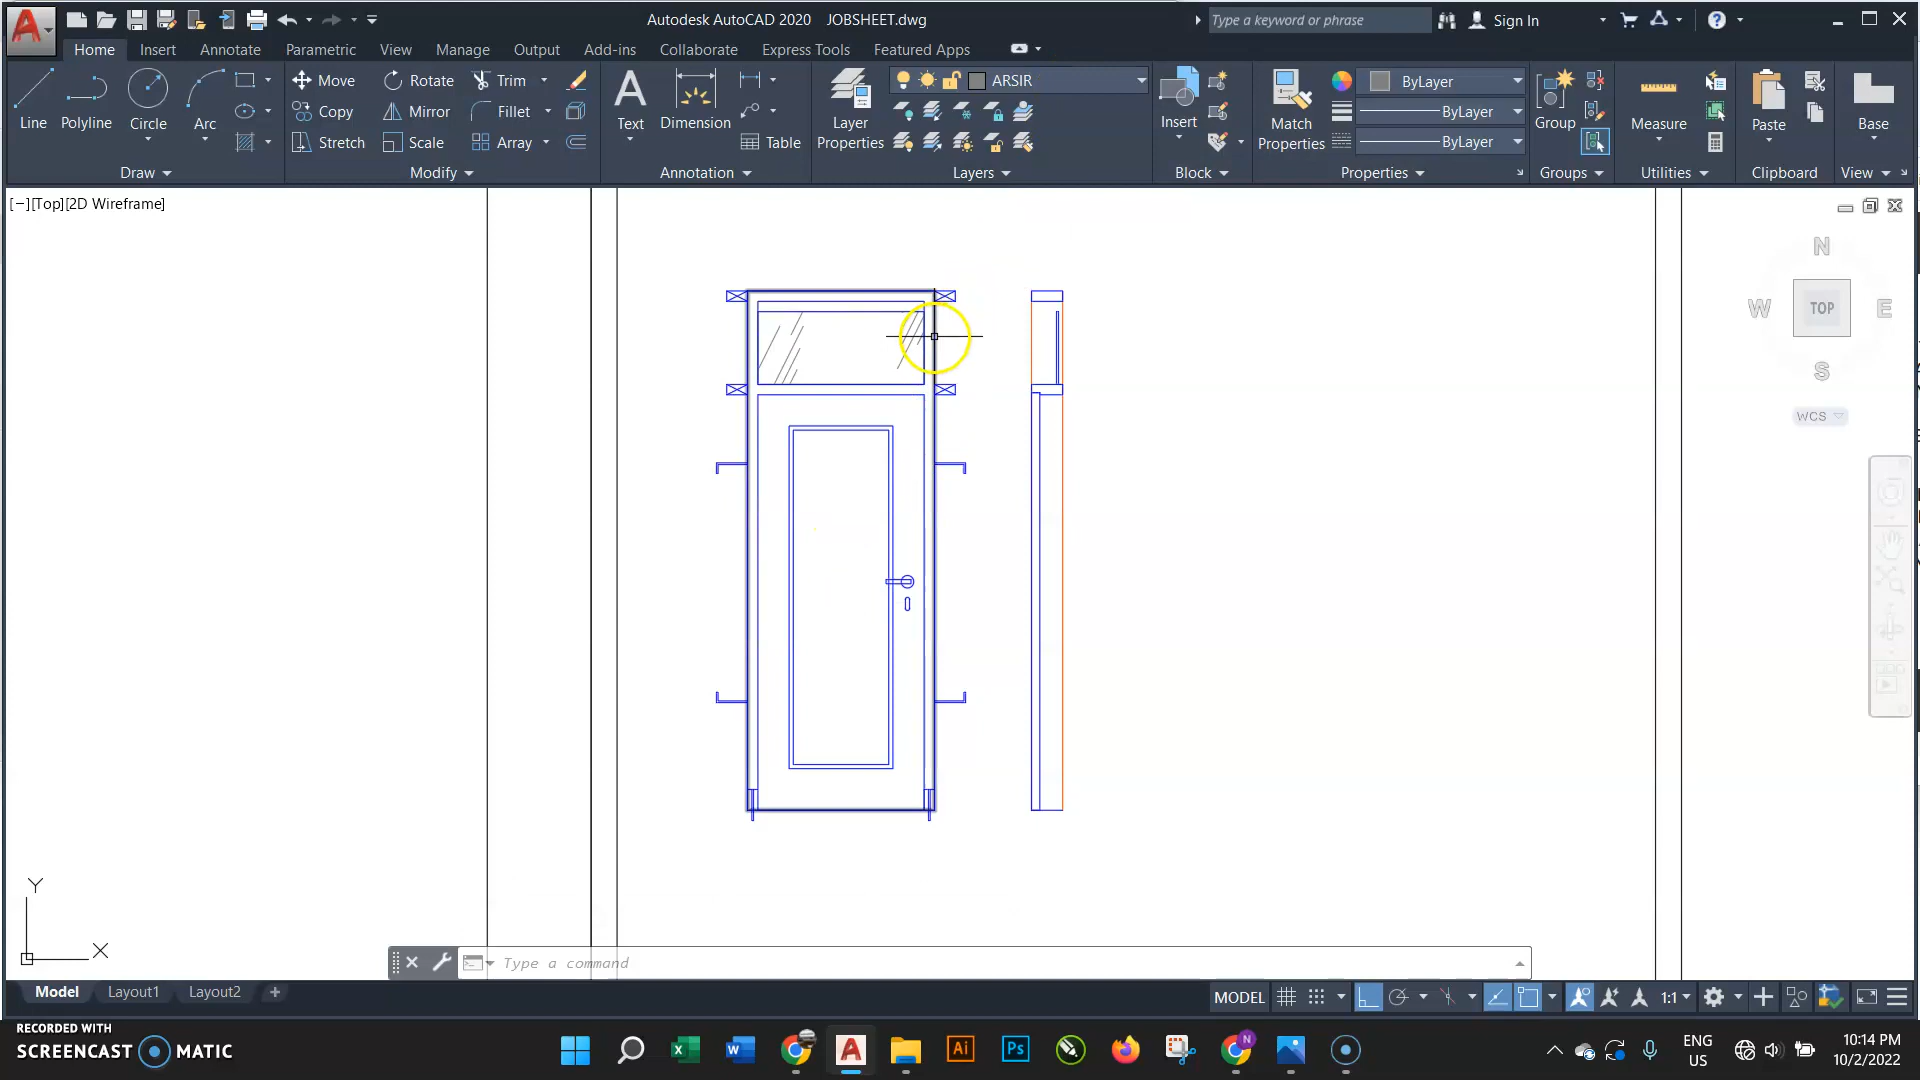 Autodesk AutoCAD 2020 JOBSHEET.dwg
Type a keyword or phrase
Sign In
Home Insert Annotate Parametric View Manage Output Add-ins Collaborate Express Tools Featured Apps
Line
Polyline
Circle
Arc
Draw
Move
Rotate
Trim
Copy
Mirror
Fillet
Stretch
Scale
Array
Modify
Text
Dimension
Table
Annotation
Layer
Properties
ARSIR
Layers
Insert
Block
Match
Properties
ByLayer
ByLayer
ByLayer
Properties
Group
Groups
Measure
Utilities
Paste
Clipboard
Base
View
[−][Top][2D Wireframe]
N
W
TOP
E
S
WCS
Y
X
Type a command
Model
Layout1
Layout2
MODEL
1:1
RECORDED WITH
SCREENCAST MATIC
Ai
Ps
N
ENG
US
10:14 PM
10/2/2022